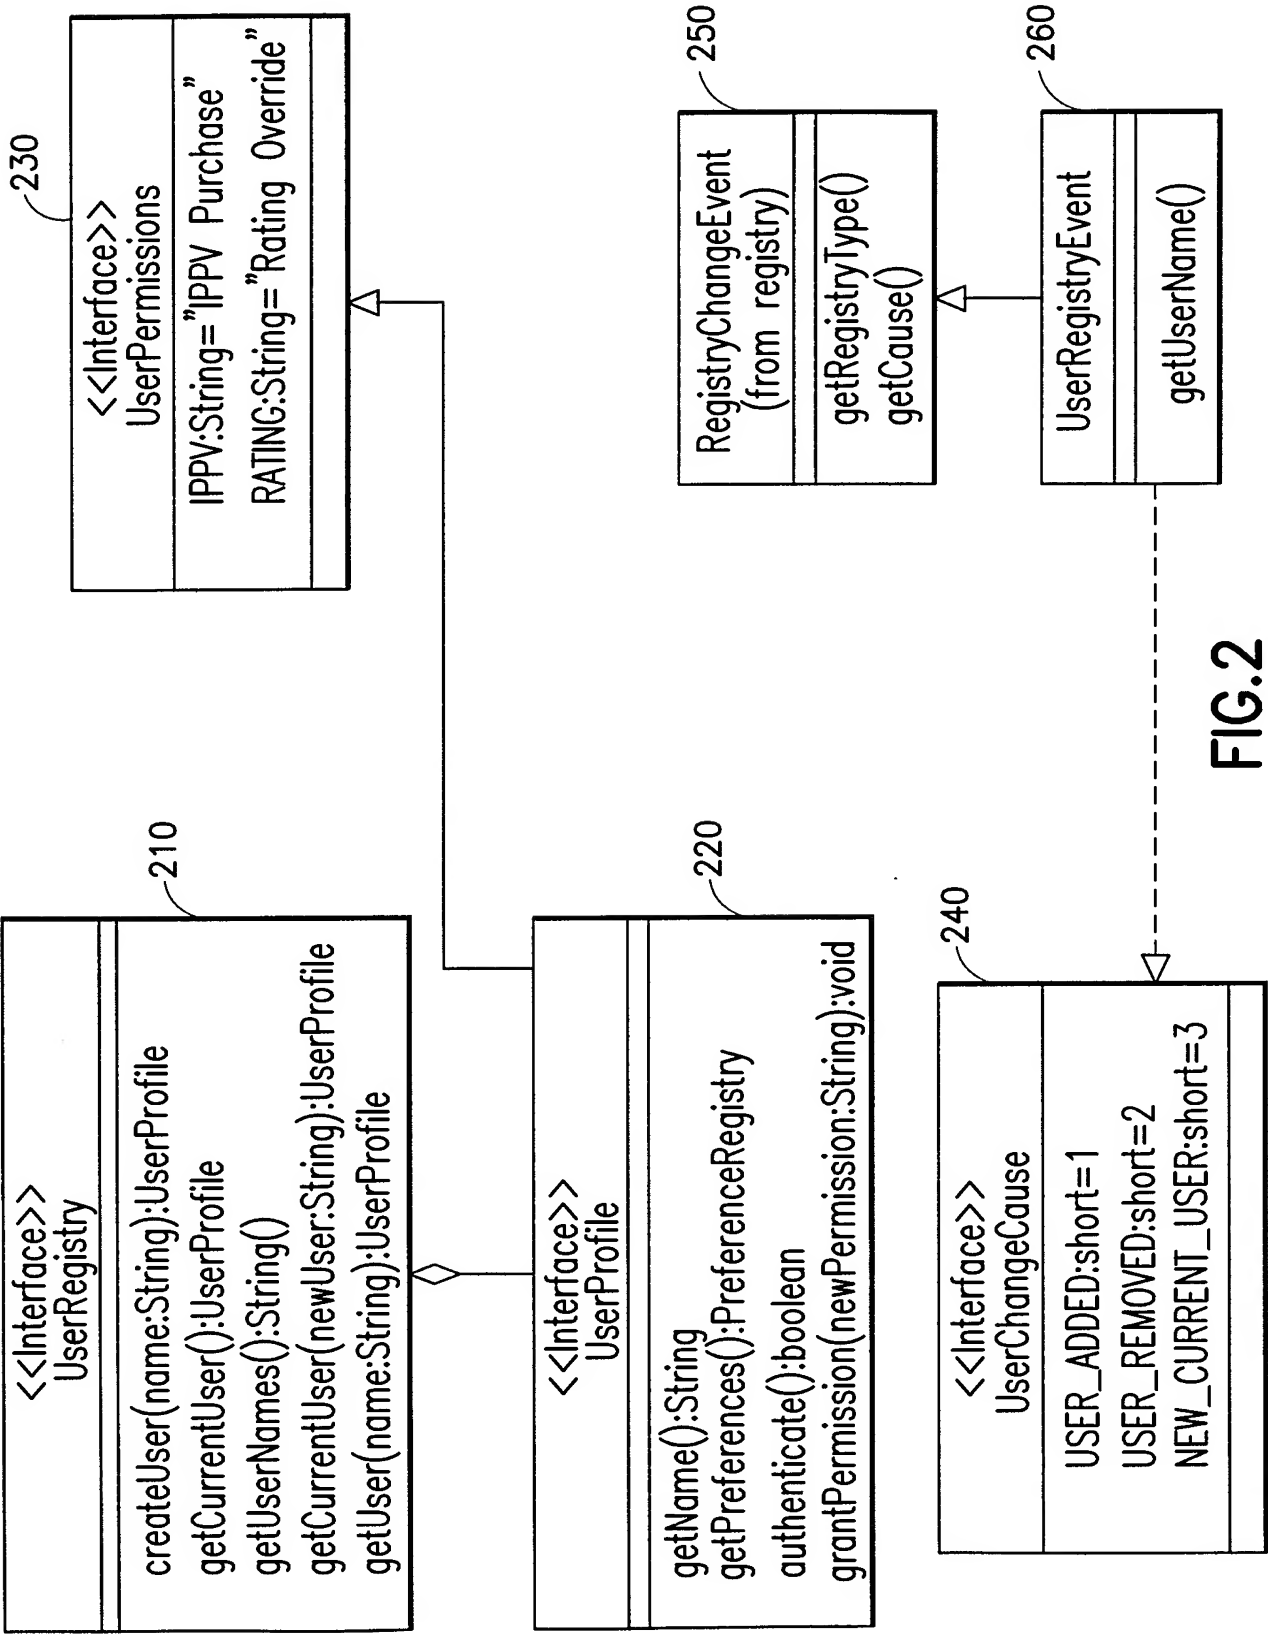 <<Interface>>
UserRegistry
createUser(name:String):UserProfile
getCurrentUser():UserProfile
getUserNames():String()
getCurrentUser(newUser:String):UserProfile
getUser(name:String):UserProfile
210
<<Interface>>
UserPermissions
IPPV:String="IPPV Purchase"
RATING:String="Rating Override"
230
<<Interface>>
UserProfile
getName():String
getPreferences():PreferenceRegistry
authenticate():boolean
grantPermission(newPermission:String):void
220
RegistryChangeEvent
(from registry)
getRegistryType()
getCause()
250
<<Interface>>
UserChangeCause
USER_ADDED:short=1
USER_REMOVED:short=2
NEW_CURRENT_USER:short=3
240
UserRegistryEvent
getUserName()
260
FIG.2